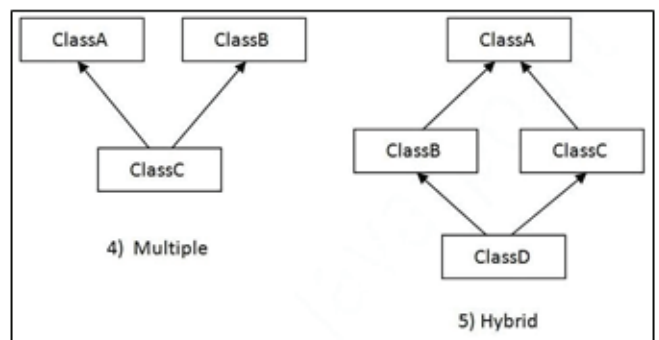 ClassA
ClassB
ClassC
4) Multiple
ClassA
ClassB
ClassC
ClassD
5) Hybrid